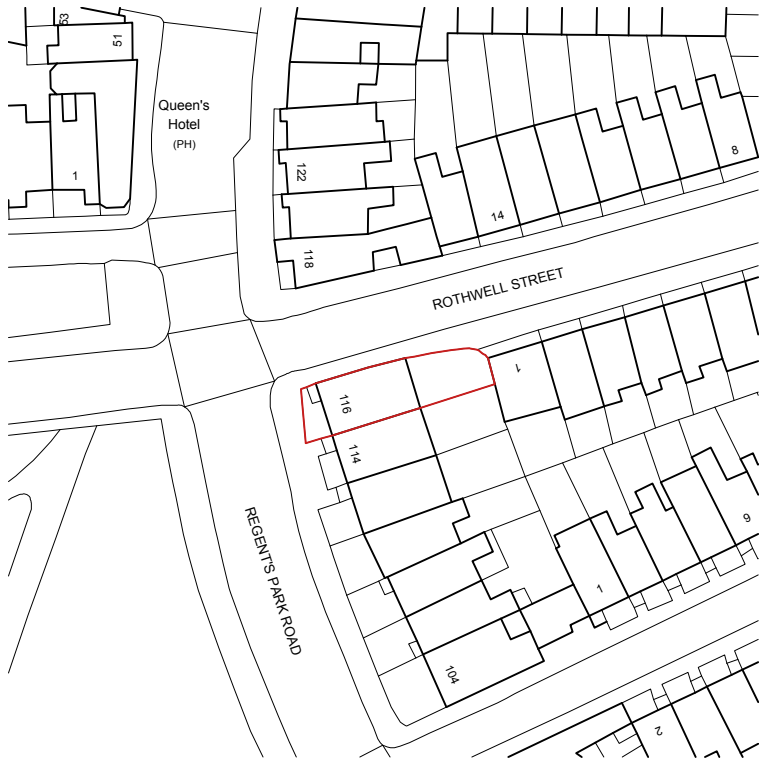 53
51
Queen's
Hotel
(PH)
1
122
8
14
118
ROTHWELL STREET
1
116
114
REGENT'S PARK ROAD
9
1
104
2